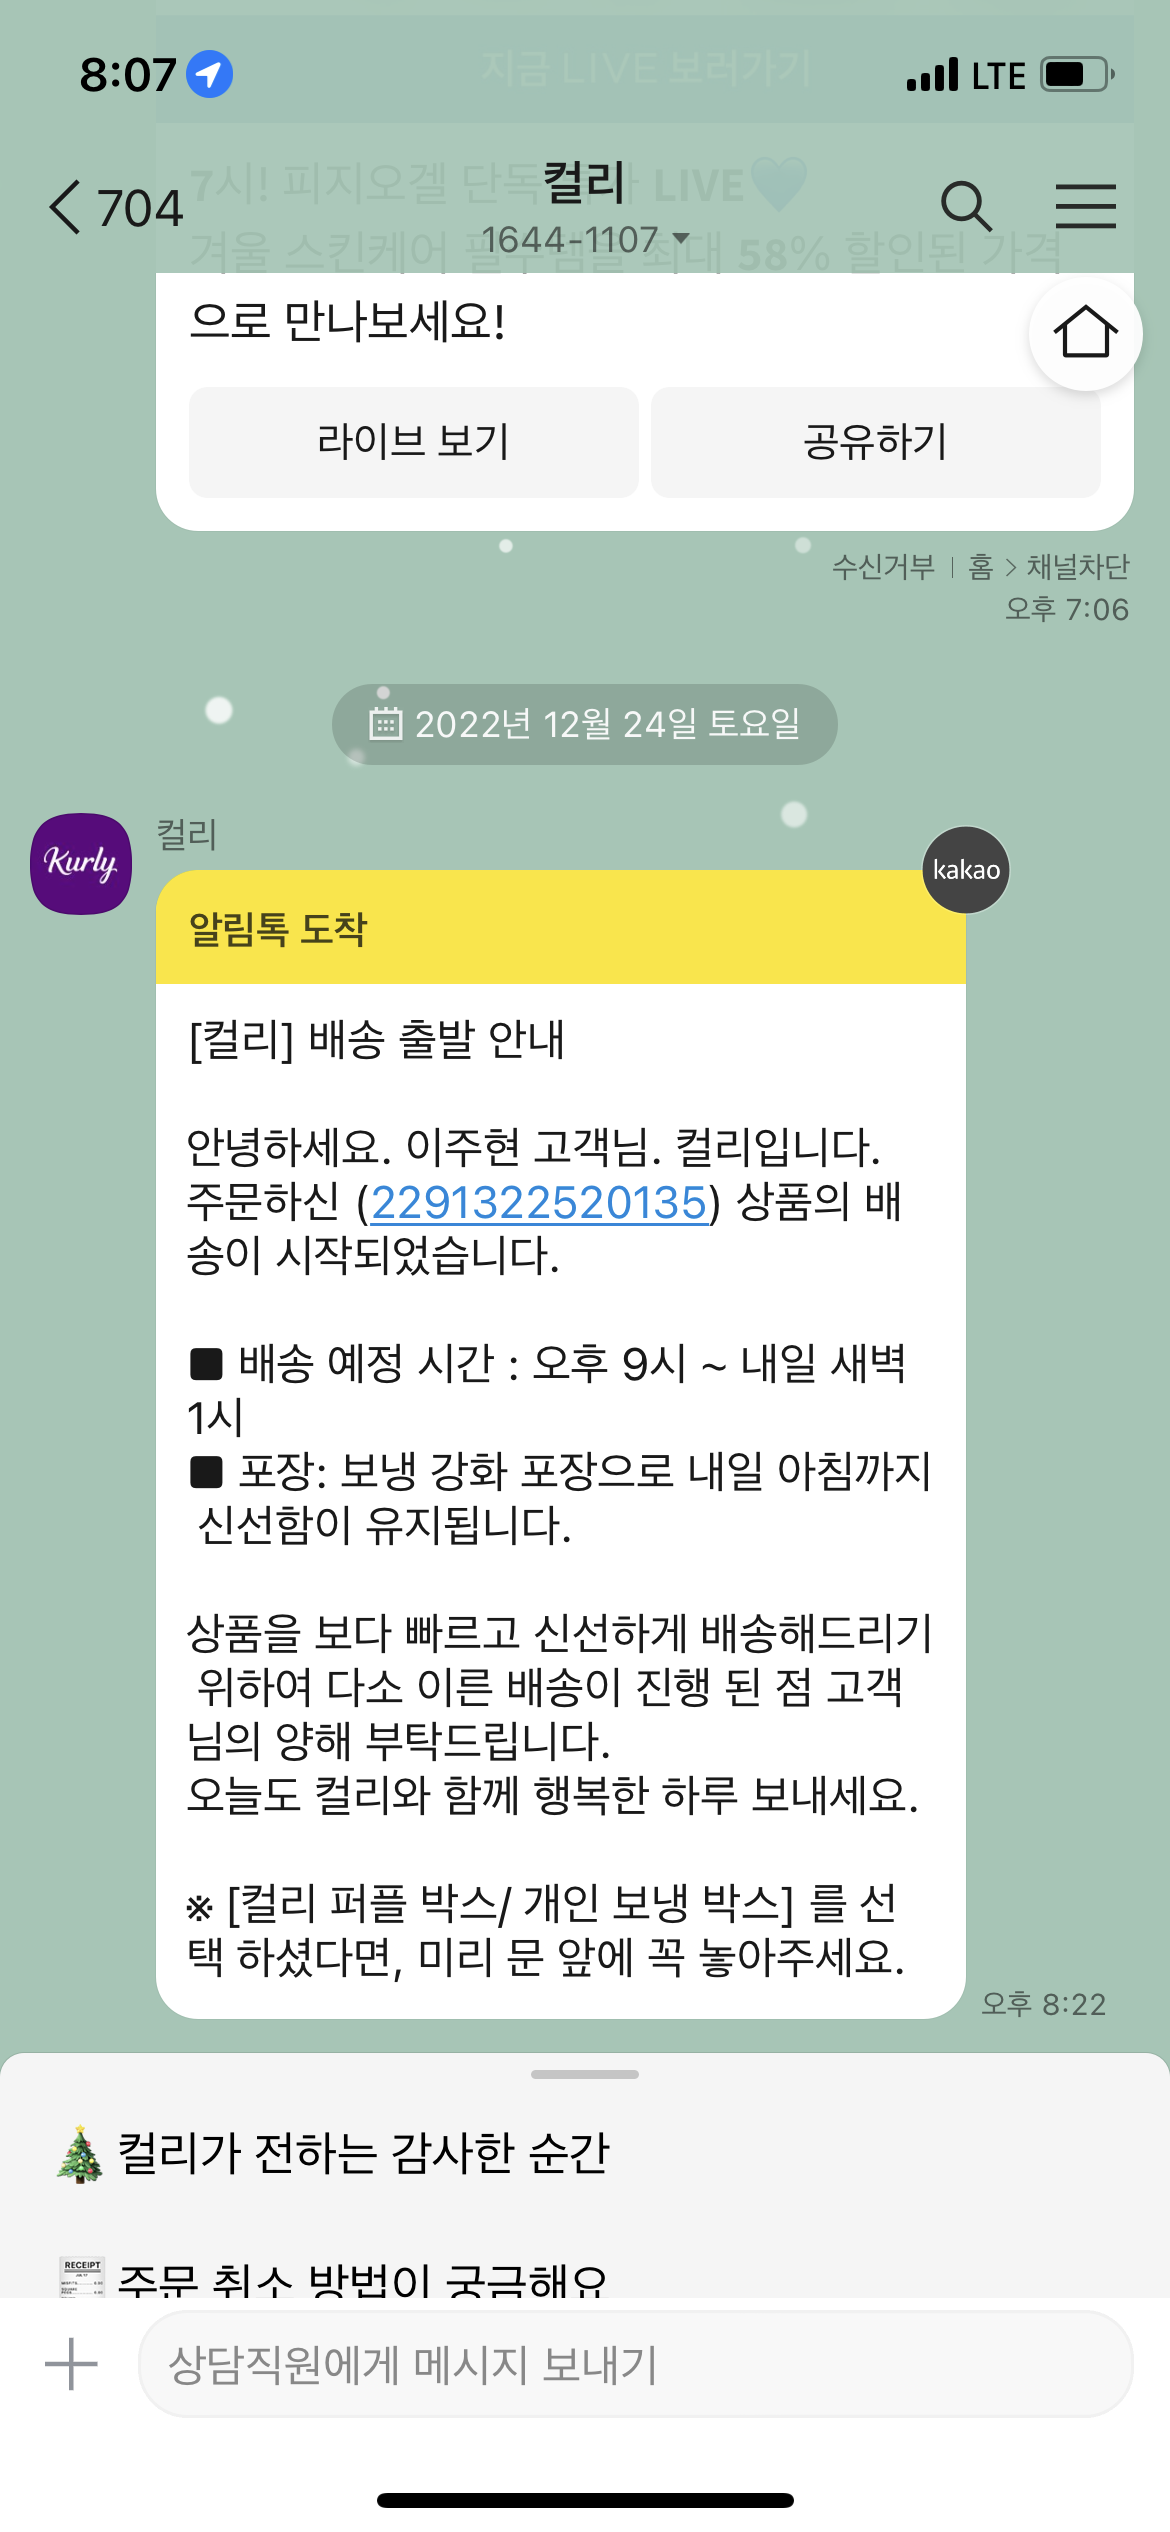 지금 LIVE 보러가기
8:07
LTE
704
컬리
1644-1107
7시! 피지오겔 단독 LIVE💙
겨울 스킨케어 필수템을 최대 58% 할인된 가격
으로 만나보세요!
라이브 보기
공유하기
수신거부 | 홈 > 채널차단
오후 7:06
2022년 12월 24일 토요일
Kurly
컬리
kakao
알림톡 도착
[컬리] 배송 출발 안내
안녕하세요. 이주현 고객님. 컬리입니다.
주문하신 (2291322520135) 상품의 배
송이 시작되었습니다.
■ 배송 예정 시간 : 오후 9시 ~ 내일 새벽
1시
■ 포장: 보냉 강화 포장으로 내일 아침까지
신선함이 유지됩니다.
상품을 보다 빠르고 신선하게 배송해드리기
위하여 다소 이른 배송이 진행 된 점 고객
님의 양해 부탁드립니다.
오늘도 컬리와 함께 행복한 하루 보내세요.
※ [컬리 퍼플 박스/ 개인 보냉 박스] 를 선
택 하셨다면, 미리 문 앞에 꼭 놓아주세요.
오후 8:22
🎄 컬리가 전하는 감사한 순간
RECEIPT
주문 취소 방법이 궁금해요
상담직원에게 메시지 보내기